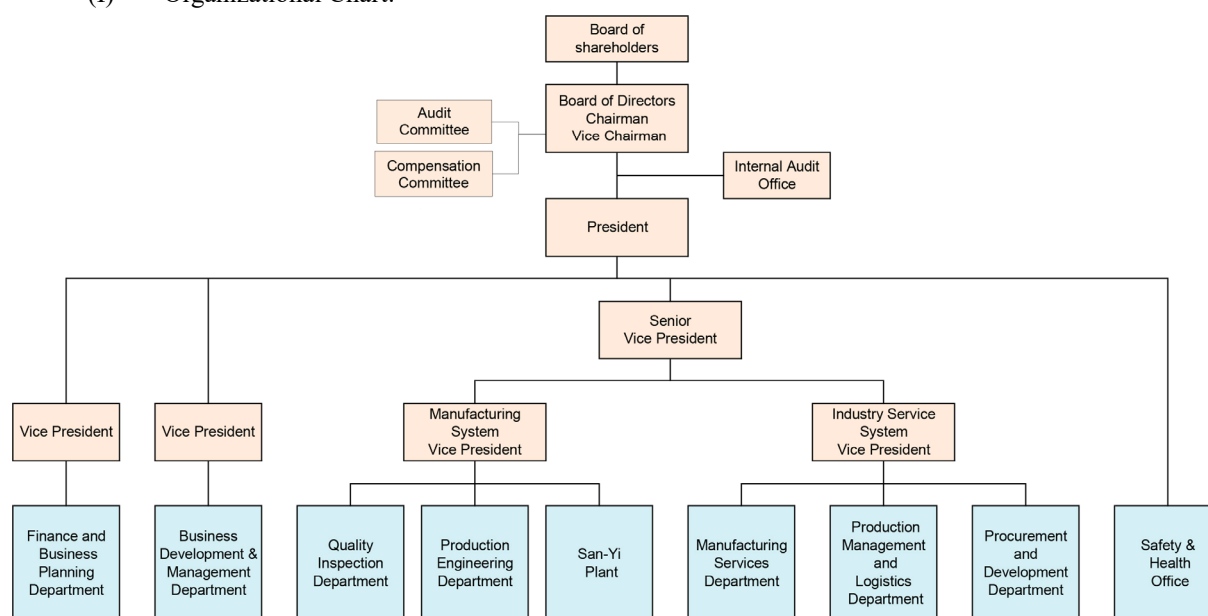 (I) Organizational Chart:
Board of
shareholders
Board of Directors
Chairman
Vice Chairman
Audit
Committee
Compensation
Committee
Internal Audit
Office
President
Senior
Vice President
Vice President
Vice President
Manufacturing
System
Vice President
Industry Service
System
Vice President
Finance and
Business
Planning
Department
Business
Development &
Management
Department
Quality
Inspection
Department
Production
Engineering
Department
San-Yi
Plant
Manufacturing
Services
Department
Production
Management
and
Logistics
Department
Procurement
and
Development
Department
Safety &
Health
Office